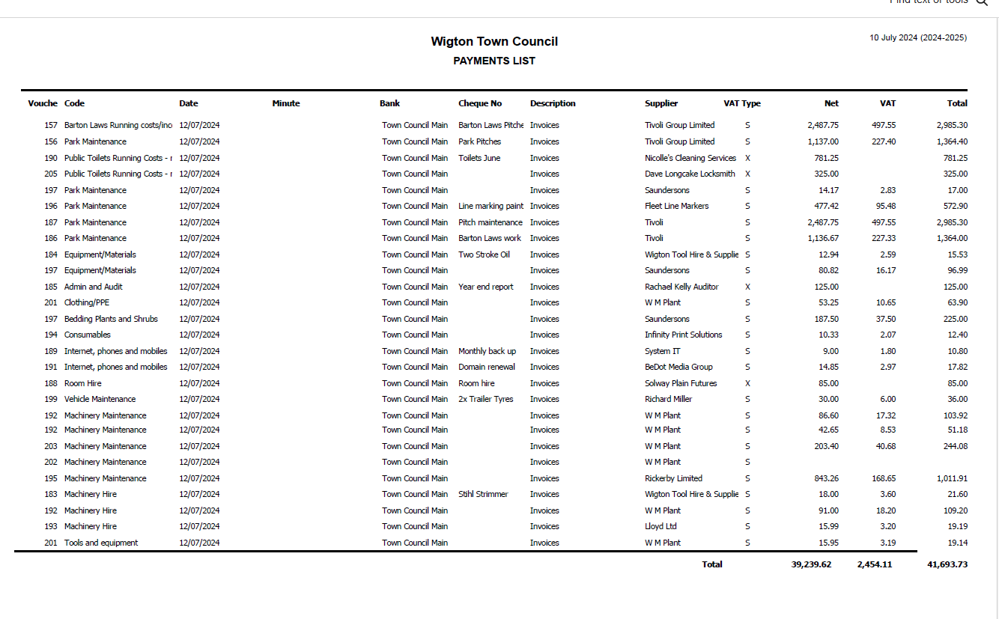 Find text or tools
10 July 2024 (2024-2025)
Wigton Town Council
PAYMENTS LIST
Vouche Code Date Minute Bank Cheque No Description Supplier VAT Type Net VAT Total
157 Barton Laws Running costs/inc 12/07/2024 Town Council Main Barton Laws Pitche Invoices Tivoli Group Limited S 2,487.75 497.55 2,985.30
156 Park Maintenance 12/07/2024 Town Council Main Park Pitches Invoices Tivoli Group Limited S 1,137.00 227.40 1,364.40
190 Public Toilets Running Costs - r 12/07/2024 Town Council Main Toilets June Invoices Nicolle's Cleaning Services X 781.25 781.25
205 Public Toilets Running Costs - r 12/07/2024 Town Council Main Invoices Dave Longcake Locksmith X 325.00 325.00
197 Park Maintenance 12/07/2024 Town Council Main Invoices Saundersons S 14.17 2.83 17.00
196 Park Maintenance 12/07/2024 Town Council Main Line marking paint Invoices Fleet Line Markers S 477.42 95.48 572.90
187 Park Maintenance 12/07/2024 Town Council Main Pitch maintenance Invoices Tivoli S 2,487.75 497.55 2,985.30
186 Park Maintenance 12/07/2024 Town Council Main Barton Laws work Invoices Tivoli S 1,136.67 227.33 1,364.00
184 Equipment/Materials 12/07/2024 Town Council Main Two Stroke Oil Invoices Wigton Tool Hire & Supplie S 12.94 2.59 15.53
197 Equipment/Materials 12/07/2024 Town Council Main Invoices Saundersons S 80.82 16.17 96.99
185 Admin and Audit 12/07/2024 Town Council Main Year end report Invoices Rachael Kelly Auditor X 125.00 125.00
201 Clothing/PPE 12/07/2024 Town Council Main Invoices W M Plant S 53.25 10.65 63.90
197 Bedding Plants and Shrubs 12/07/2024 Town Council Main Invoices Saundersons S 187.50 37.50 225.00
194 Consumables 12/07/2024 Town Council Main Invoices Infinity Print Solutions S 10.33 2.07 12.40
189 Internet, phones and mobiles 12/07/2024 Town Council Main Monthly back up Invoices System IT S 9.00 1.80 10.80
191 Internet, phones and mobiles 12/07/2024 Town Council Main Domain renewal Invoices BeDot Media Group S 14.85 2.97 17.82
188 Room Hire 12/07/2024 Town Council Main Room hire Invoices Solway Plain Futures X 85.00 85.00
199 Vehicle Maintenance 12/07/2024 Town Council Main 2x Trailer Tyres Invoices Richard Miller S 30.00 6.00 36.00
192 Machinery Maintenance 12/07/2024 Town Council Main Invoices W M Plant S 86.60 17.32 103.92
192 Machinery Maintenance 12/07/2024 Town Council Main Invoices W M Plant S 42.65 8.53 51.18
203 Machinery Maintenance 12/07/2024 Town Council Main Invoices W M Plant S 203.40 40.68 244.08
202 Machinery Maintenance 12/07/2024 Town Council Main Invoices W M Plant S
195 Machinery Maintenance 12/07/2024 Town Council Main Invoices Rickerby Limited S 843.26 168.65 1,011.91
183 Machinery Hire 12/07/2024 Town Council Main Stihl Strimmer Invoices Wigton Tool Hire & Supplie S 18.00 3.60 21.60
192 Machinery Hire 12/07/2024 Town Council Main Invoices W M Plant S 91.00 18.20 109.20
193 Machinery Hire 12/07/2024 Town Council Main Invoices Lloyd Ltd S 15.99 3.20 19.19
201 Tools and equipment 12/07/2024 Town Council Main Invoices W M Plant S 15.95 3.19 19.14
Total 39,239.62 2,454.11 41,693.73